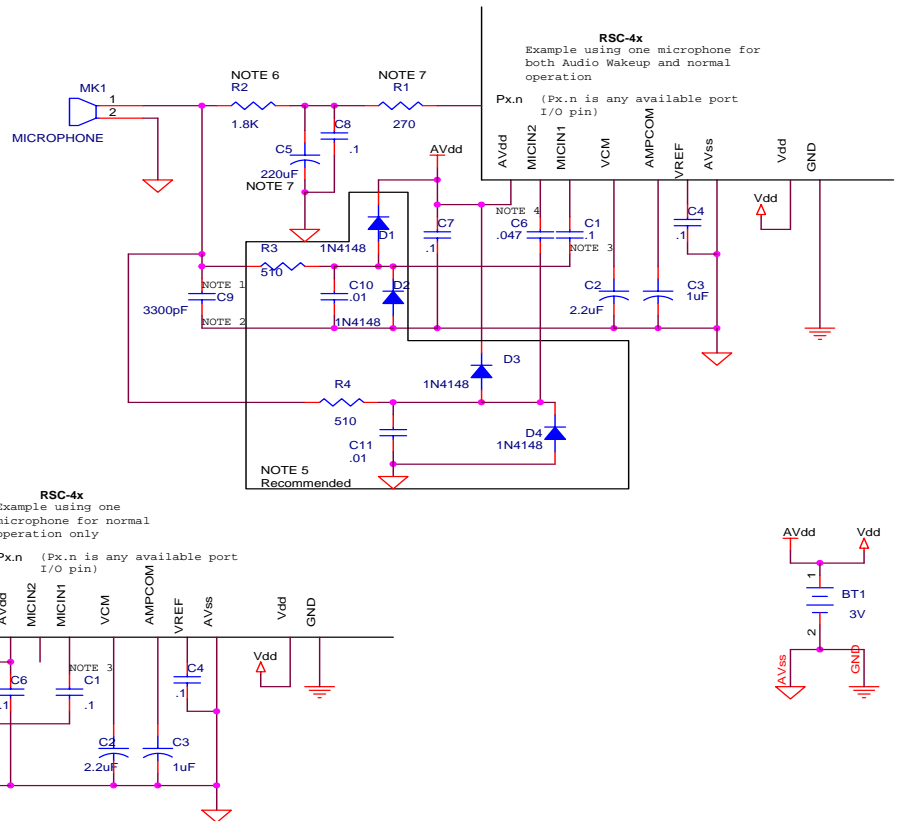 RSC-4x
Example using one microphone for
both Audio Wakeup and normal
operation
Px.n (Px.n is any available port
I/O pin)
AVdd
MICIN2
MICIN1
VCM
AMPCOM
VREF
AVss
Vdd
GND
MK1
1
2
MICROPHONE
NOTE 6
R2
1.8K
NOTE 7
R1
270
C5
220uF
NOTE 7
C8
.1
AVdd
C7
.1
NOTE 4
C6
.047
C1
.1
NOTE 3
C4
.1
Vdd
C2
2.2uF
C3
1uF
D1
1N4148
R3
510
NOTE 1
C9
3300pF
NOTE 2
C10
.01
D2
1N4148
D3
1N4148
R4
510
C11
.01
D4
1N4148
NOTE 5
Recommended
RSC-4x
Example using one
microphone for normal
operation only
Px.n (Px.n is any available port
I/O pin)
AVdd
MICIN2
MICIN1
VCM
AMPCOM
VREF
AVss
Vdd
GND
C6
.1
NOTE 3
C1
.1
C4
.1
Vdd
C2
2.2uF
C3
1uF
AVdd
Vdd
1
BT1
3V
2
AVss
GND